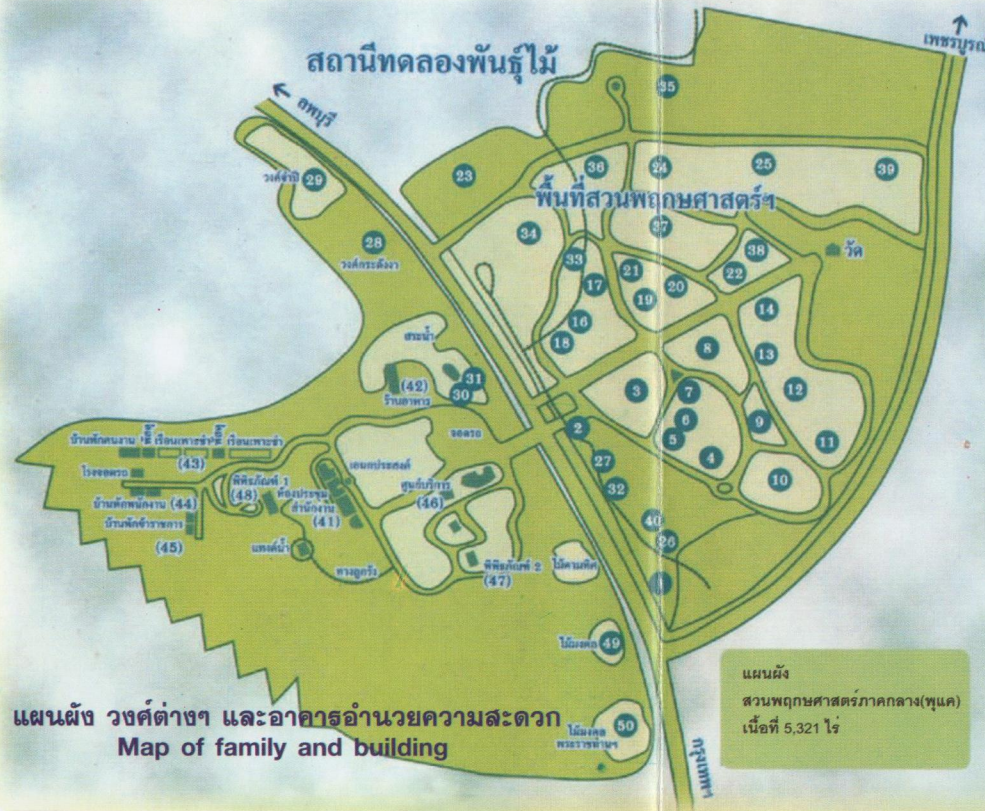 สถานีทดลองพันธุ์ไม้
เพชรบูรณ์
ลพบุรี
35
วงศ์จำปี 29
23
36
24
25
39
พื้นที่สวนพฤกษศาสตร์ฯ
34
37
28
วงศ์กระดังงา
33
21
38
22
วัด
17
20
19
14
16
18
8
13
สระน้ำ
31
(42)
30
ร้านอาหาร
3
7
12
2
6
9
5
4
11
จอดรถ
บ้านพักคนงาน
เรือนเพาะชำ
เรือนเพาะชำ
(43)
27
เอนกประสงค์
โรงจอดรถ
พิพิธภัณฑ์ 1
(48)
ห้องประชุม
สำนักงาน
(41)
ศูนย์บริการ
(46)
32
10
บ้านพักพนักงาน (44)
บ้านพักข้าราชการ
(45)
40
26
แทงค์น้ำ
ทางลูกรัง
พิพิธภัณฑ์ 2
(47)
ไม้ตามทิศ
1
ไม้มงคล 49
50
ไม้มงคล
พระราชทานฯ
กรุงเทพฯ
แผนผัง วงศ์ต่างๆ และอาคารอำนวยความสะดวก
Map of family and building
แผนผัง
สวนพฤกษศาสตร์ภาคกลาง(พุแค)
เนื้อที่ 5,321 ไร่